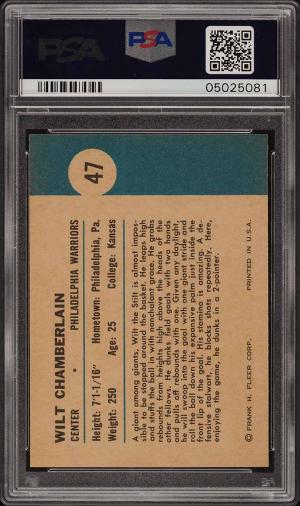 PSA
PSA
05025081
47
WILT CHAMBERLAIN
CENTER • PHILADELPHIA WARRIORS
Height: 7'1-1/16" Hometown: Philadelphia, Pa.
Weight: 250 Age: 25 College: Kansas
A giant among giants, Wilt the Stilt is almost impos-
sible to be stopped around the basket. He leaps high
and stuffs the ball in with nonchalant grace. He grabs
rebounds from heights high above the heads of the
other fellows. He dunks field goals with two hands
and pulls off rebounds with one. Given any daylight,
he will swoop into the goal with one giant stride and
roll the ball down his expansive palm just inside the
front lip of the goal. His stamina is amazing. A de-
fensive stalwart, he blocks shots repeatedly. Here,
enjoying the game, he dunks in a 2-pointer.
© FRANK H. FLEER CORP. PRINTED IN U.S.A.